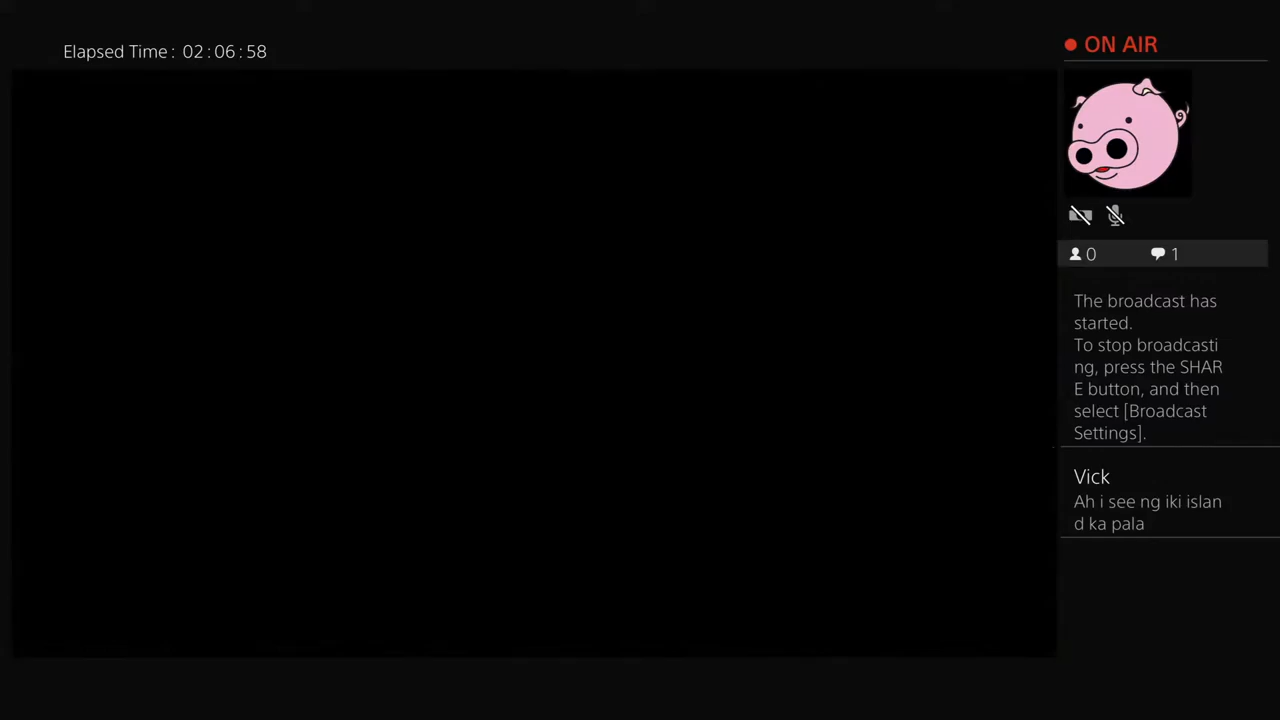 Elapsed Time : 02 : 06 : 58
ON AIR
0
1
The broadcast has
started.
To stop broadcasti
ng, press the SHAR
E button, and then
select [Broadcast
Settings].
Vick
Ah i see ng iki islan
d ka pala